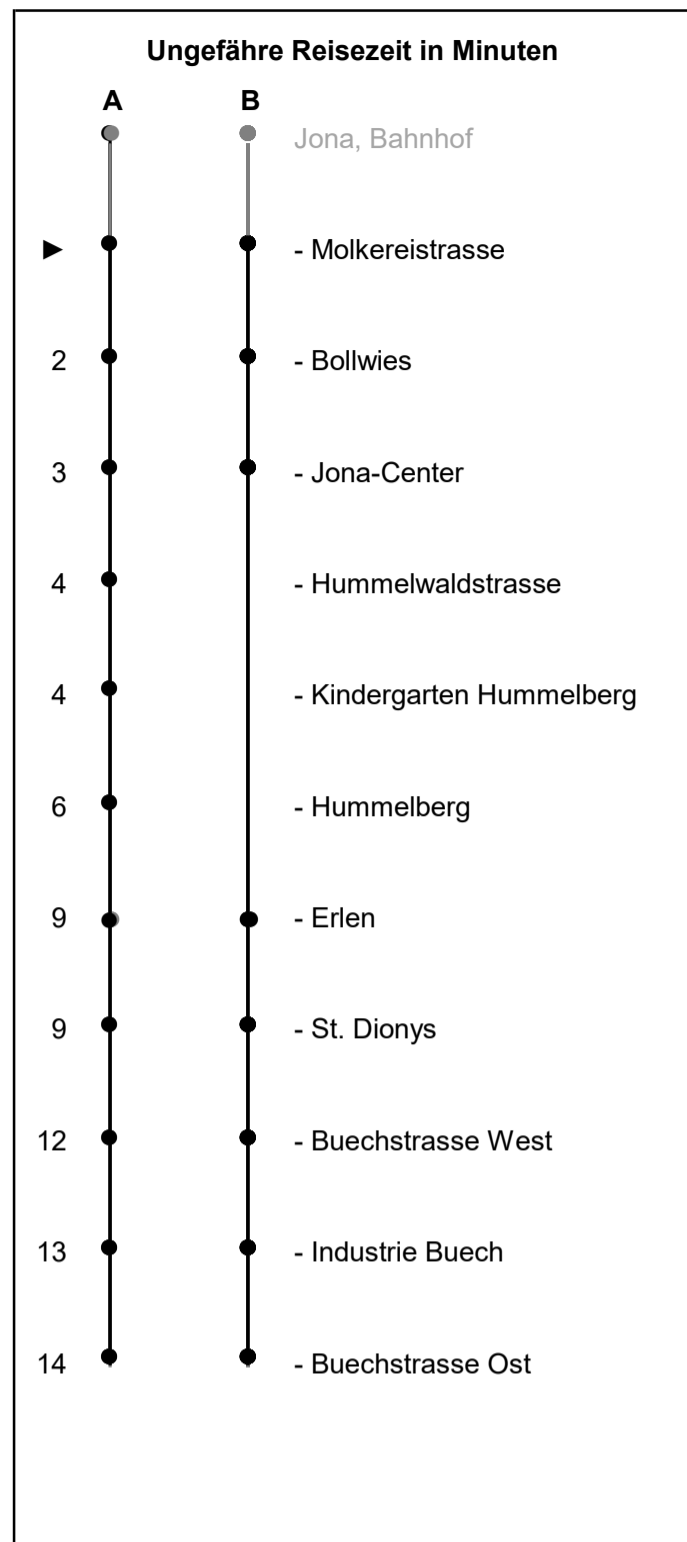 Ungefähre Reisezeit in Minuten
A B
Jona, Bahnhof
► - Molkereistrasse
2 - Bollwies
3 - Jona-Center
4 - Hummelwaldstrasse
4 - Kindergarten Hummelberg
6 - Hummelberg
9 - Erlen
9 - St. Dionys
12 - Buechstrasse West
13 - Industrie Buech
14 - Buechstrasse Ost